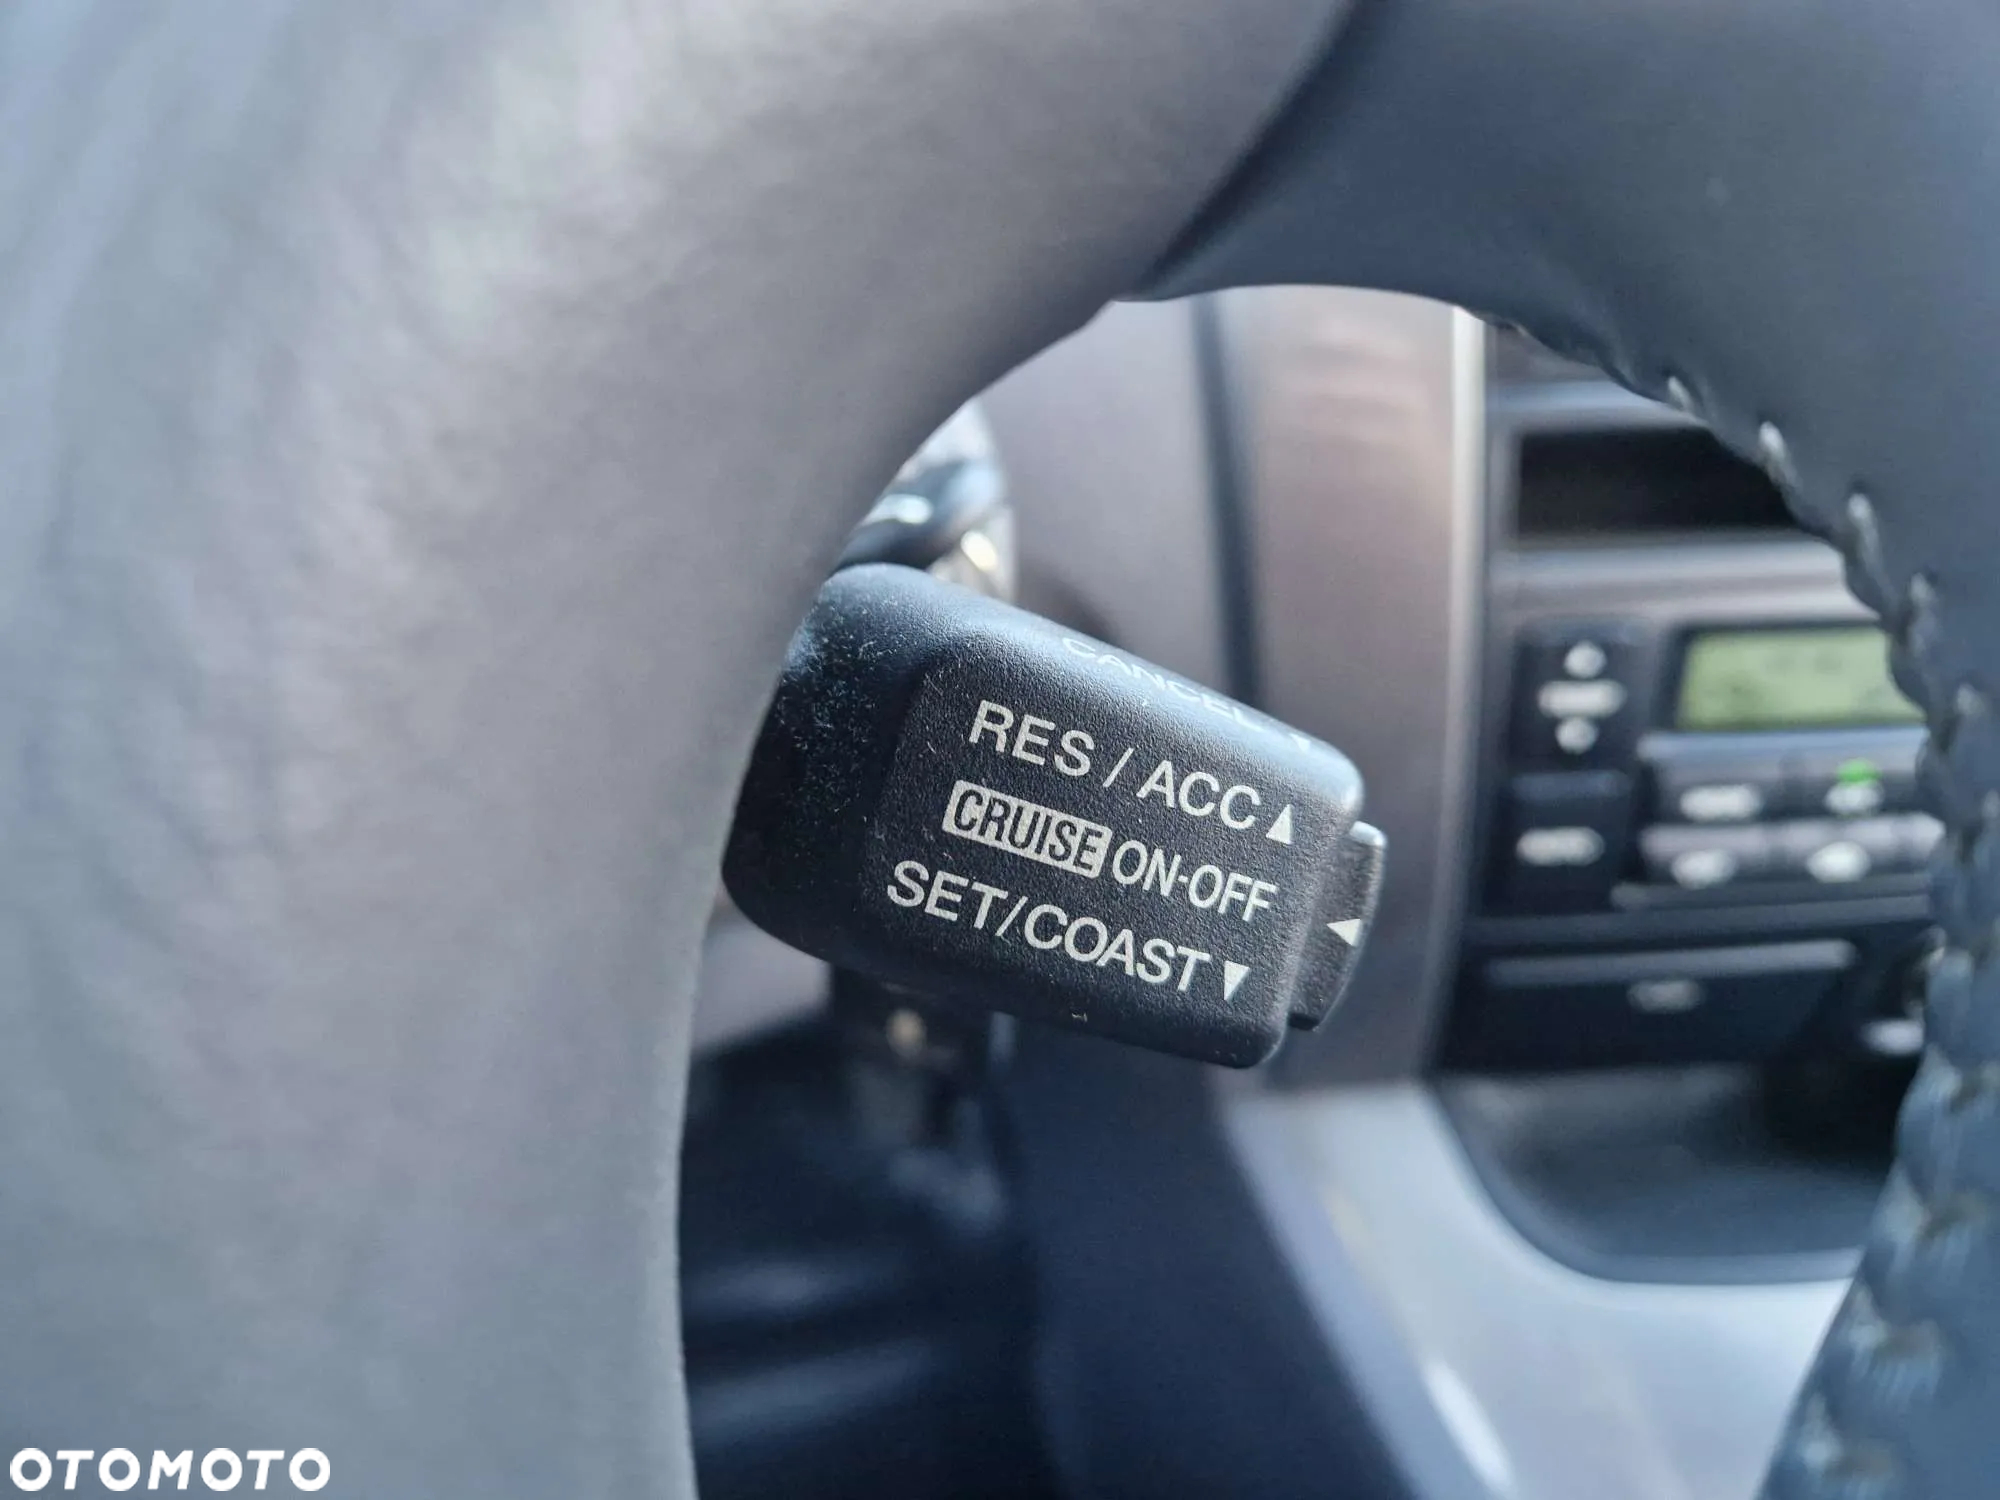 CANCEL
RES / ACC ▲
CRUISE ON-OFF
SET/COAST ▼
OTOMOTO